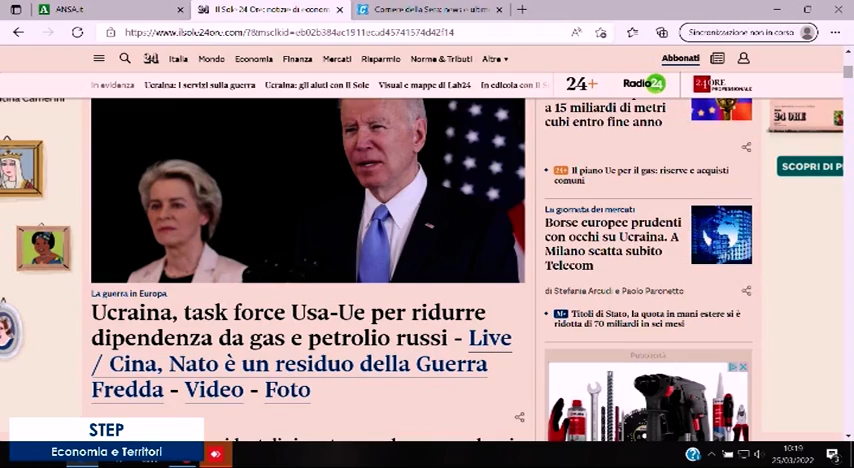 ANSA.it
Il Sole 24 Ore: notizie di econom
Corriere della Sera: news e ultim
https://www.ilsole24ore.com/?msclkid=eb02b384ac1911ecad45741574d42f14
Sincronizzazione non in corso
24
Italia Mondo Economia Finanza Mercati Risparmio Norme & Tributi Altre
Abbonati
In evidenza Ucraina: i servizi sulla guerra Ucraina: gli aiuti con il Sole Visual e mappe di Lab24 In edicola con il S
24+
Radio24
24 ORE
PROFESSIONALE
a 15 miliardi di metri
cubi entro fine anno
24+ Il piano Ue per il gas: riserve e acquisti
comuni
La giornata dei mercati
Borse europee prudenti
con occhi su Ucraina. A
Milano scatta subito
Telecom
di Stefania Arcudi e Paolo Paronetto
M+ Titoli di Stato, la quota in mani estere si è
ridotta di 70 miliardi in sei mesi
Pubblicità
SCOPRI DI P
La guerra in Europa
Ucraina, task force Usa-Ue per ridurre
dipendenza da gas e petrolio russi - Live
/ Cina, Nato è un residuo della Guerra
Fredda - Video - Foto
STEP
Economia e Territori
10:19
25/03/2022